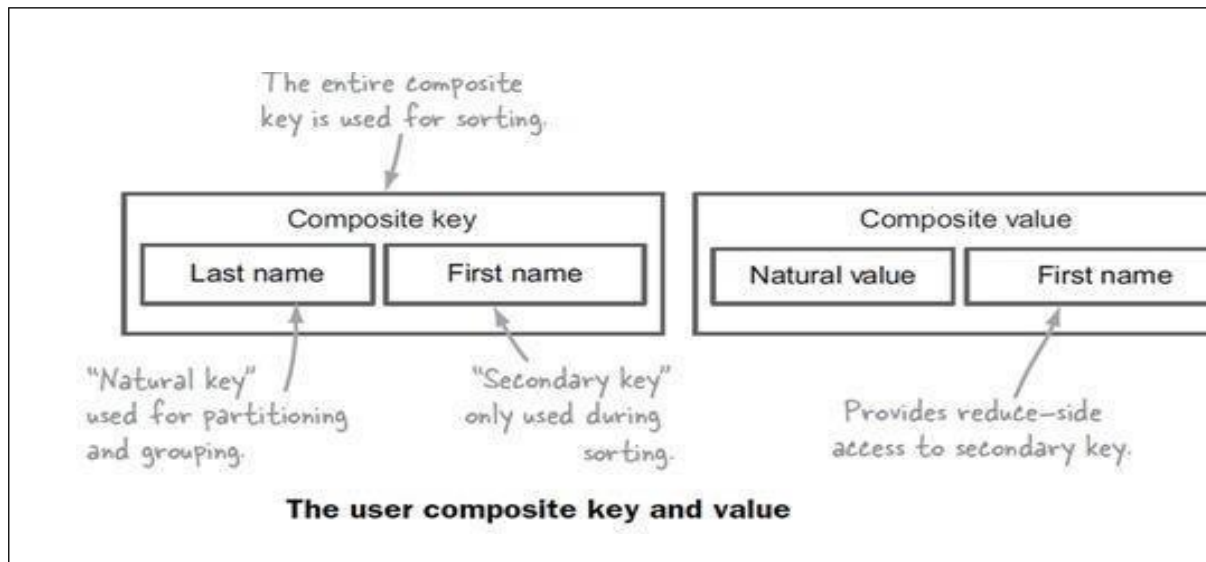 The entire composite
key is used for sorting.
Composite key
Last name
First name
Composite value
Natural value
First name
"Natural key"
used for partitioning
and grouping.
"Secondary key"
only used during
sorting.
Provides reduce-side
access to secondary key.
The user composite key and value